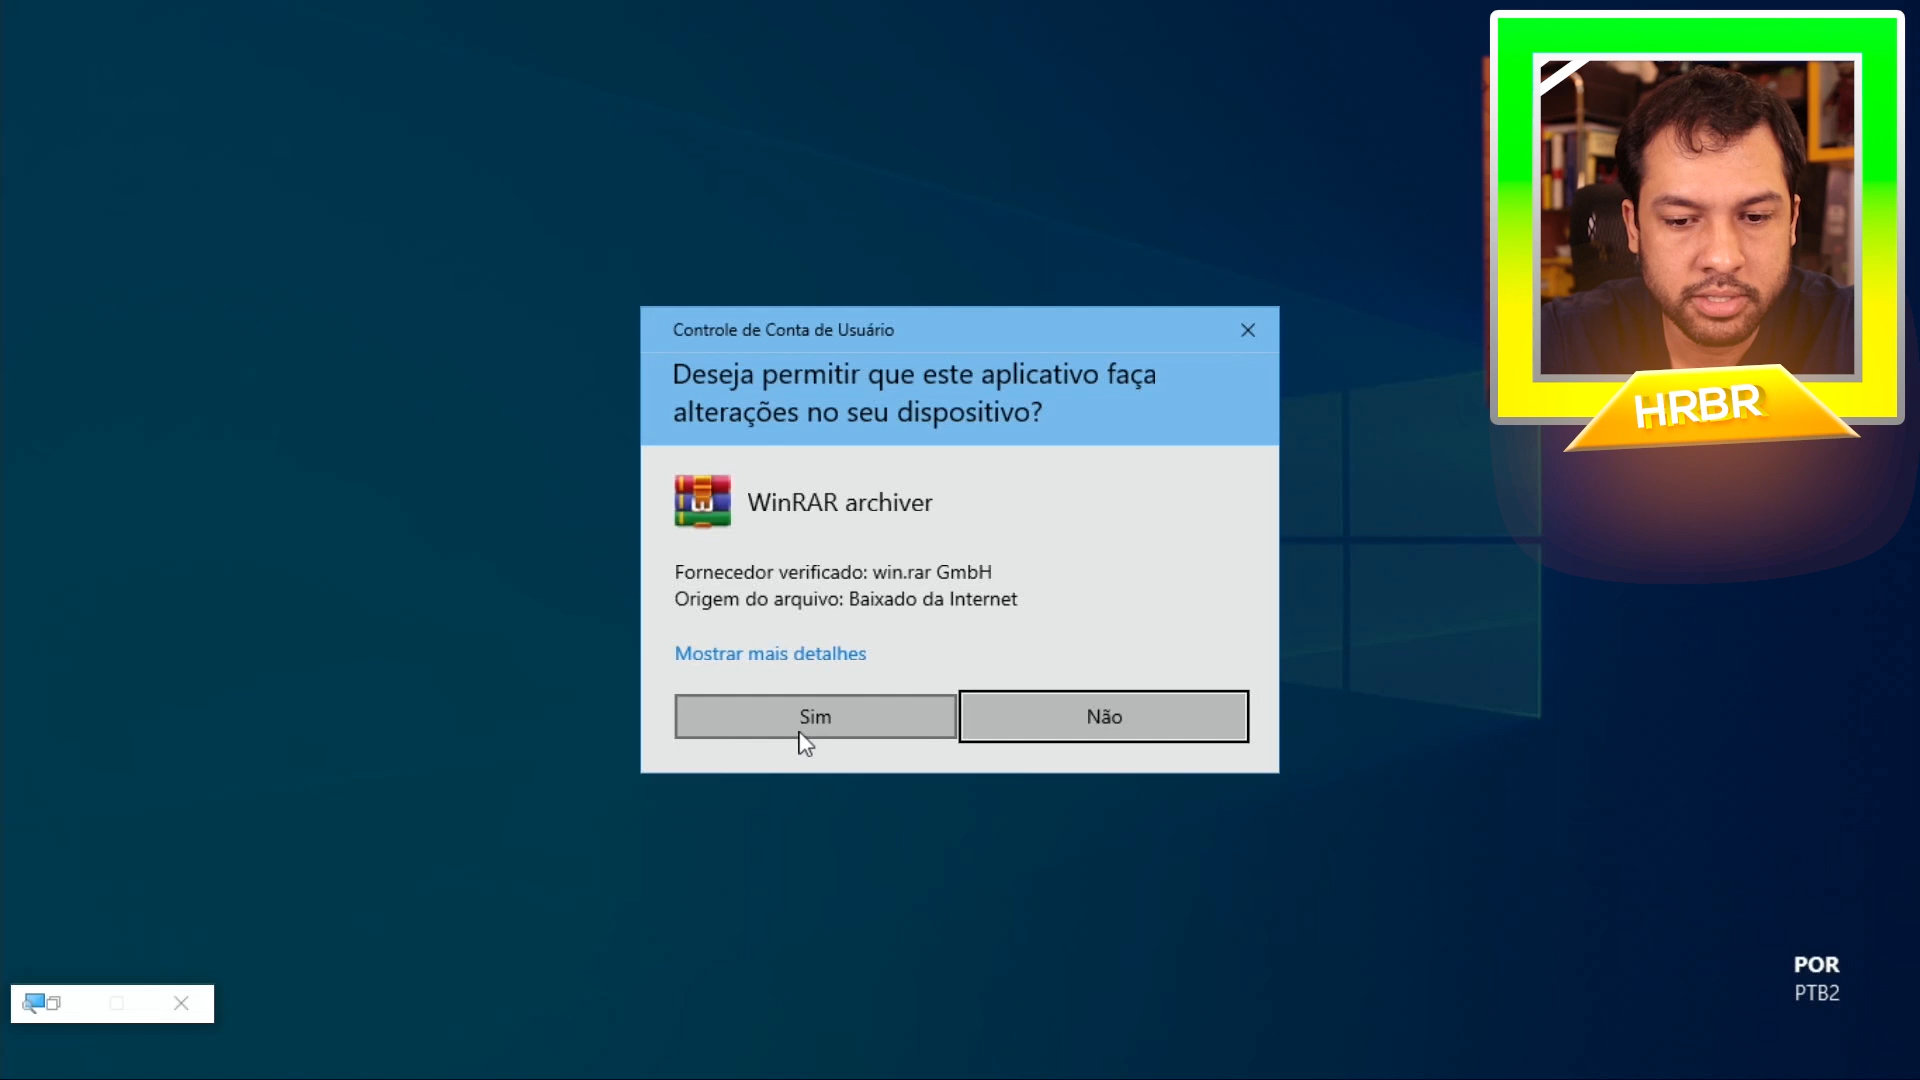 HRBR
Controle de Conta de Usuário
Deseja permitir que este aplicativo faça
alterações no seu dispositivo?
WinRAR archiver
Fornecedor verificado: win.rar GmbH
Origem do arquivo: Baixado da Internet
Mostrar mais detalhes
Sim
Não
POR
PTB2